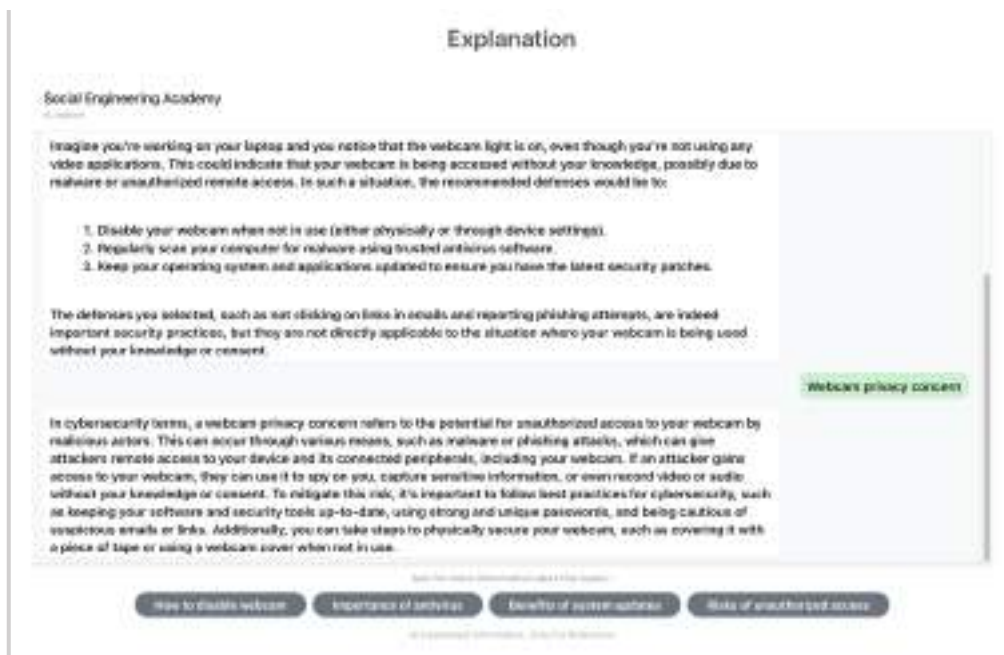 Explanation
Social Engineering Academy
Imagine you're working on your laptop and you notice that the webcam light is on, even though you're not using any
video applications. This could indicate that your webcam is being accessed without your knowledge, possibly due to
malware or unauthorized remote access. In such a situation, the recommended defenses would be to:
1. Disable your webcam when not in use (either physically or through device settings).
2. Regularly scan your computer for malware using trusted antivirus software.
3. Keep your operating system and applications updated to ensure you have the latest security patches.
The defenses you selected, such as not clicking on links in emails and reporting phishing attempts, are indeed
important security practices, but they are not directly applicable to the situation where your webcam is being used
without your knowledge or consent.
Webcam privacy concern
In cybersecurity terms, a webcam privacy concern refers to the potential for unauthorized access to your webcam by
malicious actors. This can occur through various means, such as malware or phishing attacks, which can give
attackers remote access to your device and its connected peripherals, including your webcam. If an attacker gains
access to your webcam, they can use it to spy on you, capture sensitive information, or even record video or audio
without your knowledge or consent. To mitigate this risk, it's important to follow best practices for cybersecurity, such
as keeping your software and security tools up-to-date, using strong and unique passwords, and being cautious of
suspicious emails or links. Additionally, you can take steps to physically secure your webcam, such as covering it with
a piece of tape or using a webcam cover when not in use.
How to disable webcam
Importance of antivirus
Benefits of system updates
Risks of unauthorized access